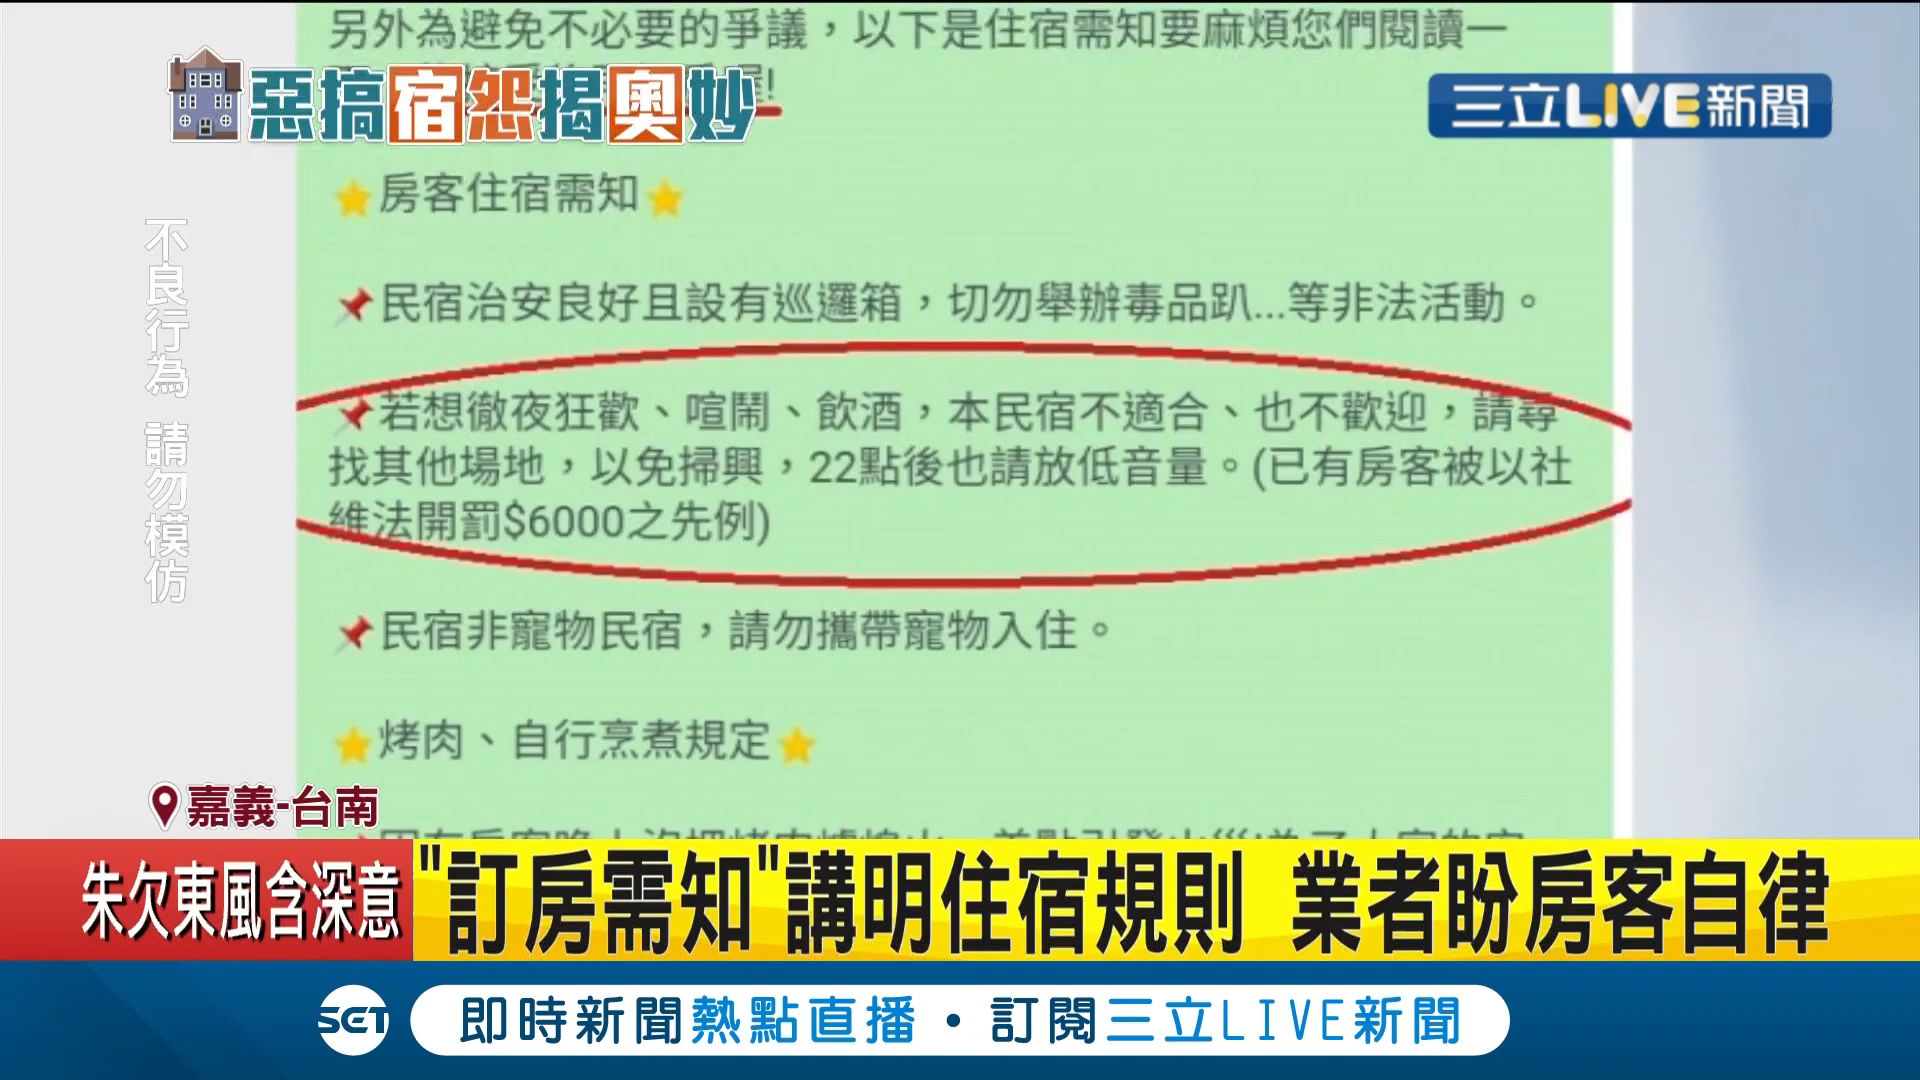 另外為避免不必要的爭議，以下是住宿需知要麻煩您們閱讀一
惡搞宿怨揭奧妙
三立LIVE新聞
⭐房客住宿需知⭐
📌民宿治安良好且設有巡邏箱，切勿舉辦毒品趴...等非法活動。
📌若想徹夜狂歡、喧鬧、飲酒，本民宿不適合、也不歡迎，請尋
找其他場地，以免掃興，22點後也請放低音量。(已有房客被以社
維法開罰$6000之先例)
📌民宿非寵物民宿，請勿攜帶寵物入住。
⭐烤肉、自行烹煮規定⭐
不良行為 請勿模仿
嘉義-台南
朱欠東風含深意
"訂房需知"講明住宿規則 業者盼房客自律
SET
即時新聞熱點直播・訂閱三立LIVE新聞